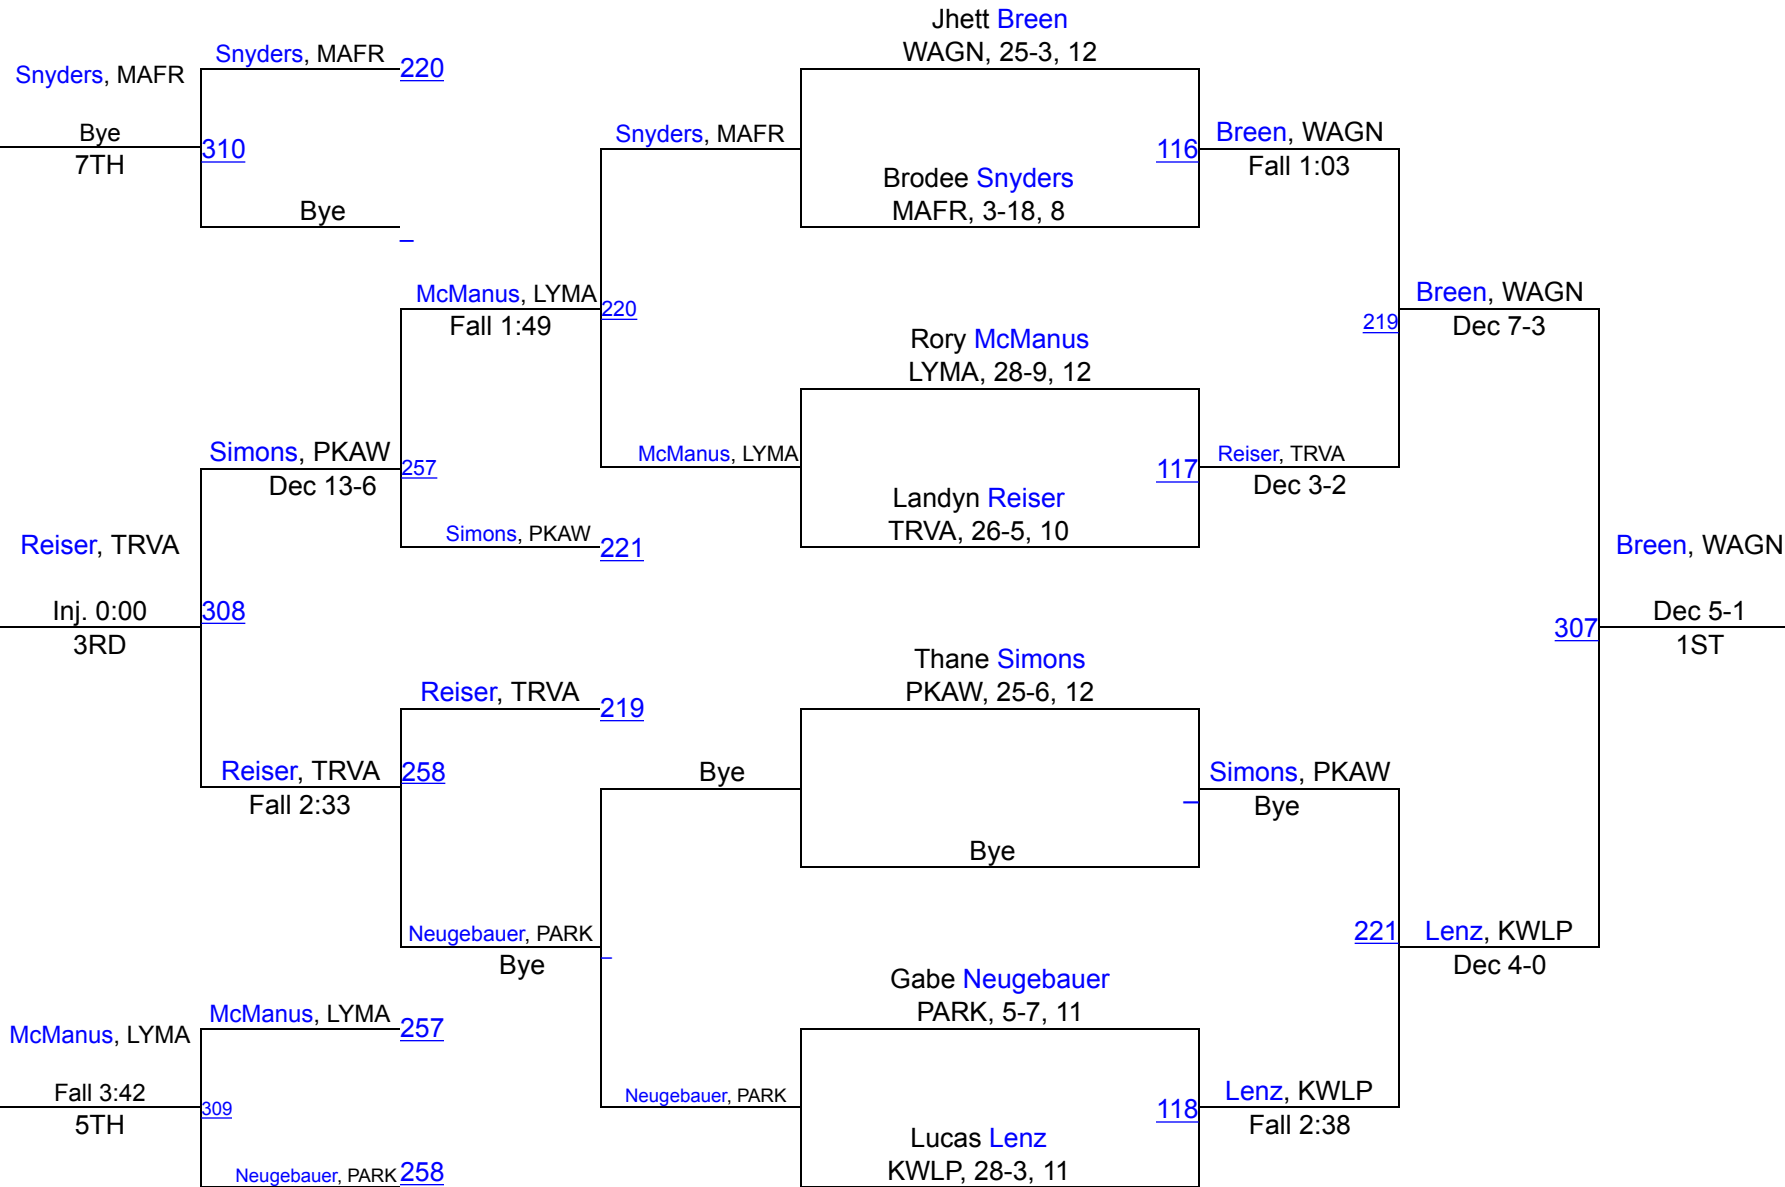 Jhett Breen
WAGN, 25-3, 12
Snyders, MAFR
220
Snyders, MAFR
Bye
7TH
310
Bye
Snyders, MAFR
116
Breen, WAGN
Fall 1:03
Brodee Snyders
MAFR, 3-18, 8
McManus, LYMA
Fall 1:49
220
Rory McManus
LYMA, 28-9, 12
219
Breen, WAGN
Dec 7-3
Simons, PKAW
Dec 13-6
257
McManus, LYMA
117
Reiser, TRVA
Dec 3-2
Landyn Reiser
TRVA, 26-5, 10
Simons, PKAW
221
Reiser, TRVA
Inj. 0:00
3RD
308
Breen, WAGN
Dec 5-1
1ST
307
Thane Simons
PKAW, 25-6, 12
Reiser, TRVA
219
Reiser, TRVA
Fall 2:33
258
Bye
Simons, PKAW
Bye
Bye
Neugebauer, PARK
Bye
221
Lenz, KWLP
Dec 4-0
Gabe Neugebauer
PARK, 5-7, 11
McManus, LYMA
257
McManus, LYMA
Fall 3:42
5TH
309
Neugebauer, PARK
118
Lenz, KWLP
Fall 2:38
Lucas Lenz
KWLP, 28-3, 11
Neugebauer, PARK
258